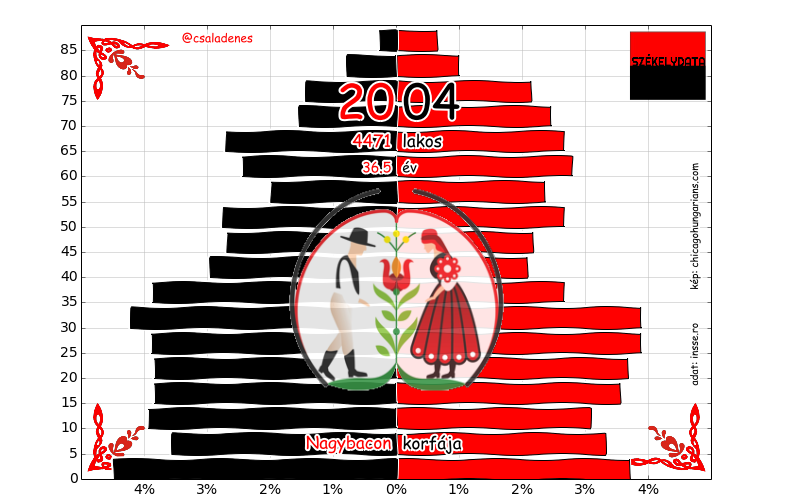 @csaladenes
SZÉKELYDATA
2004
4471 lakos
36.5 év
kép: chicagohungarians.com
adat: insse.ro
Nagybacon korfája
85
80
75
70
65
60
55
50
45
40
35
30
25
20
15
10
5
0
4% 3% 2% 1% 0% 1% 2% 3% 4%